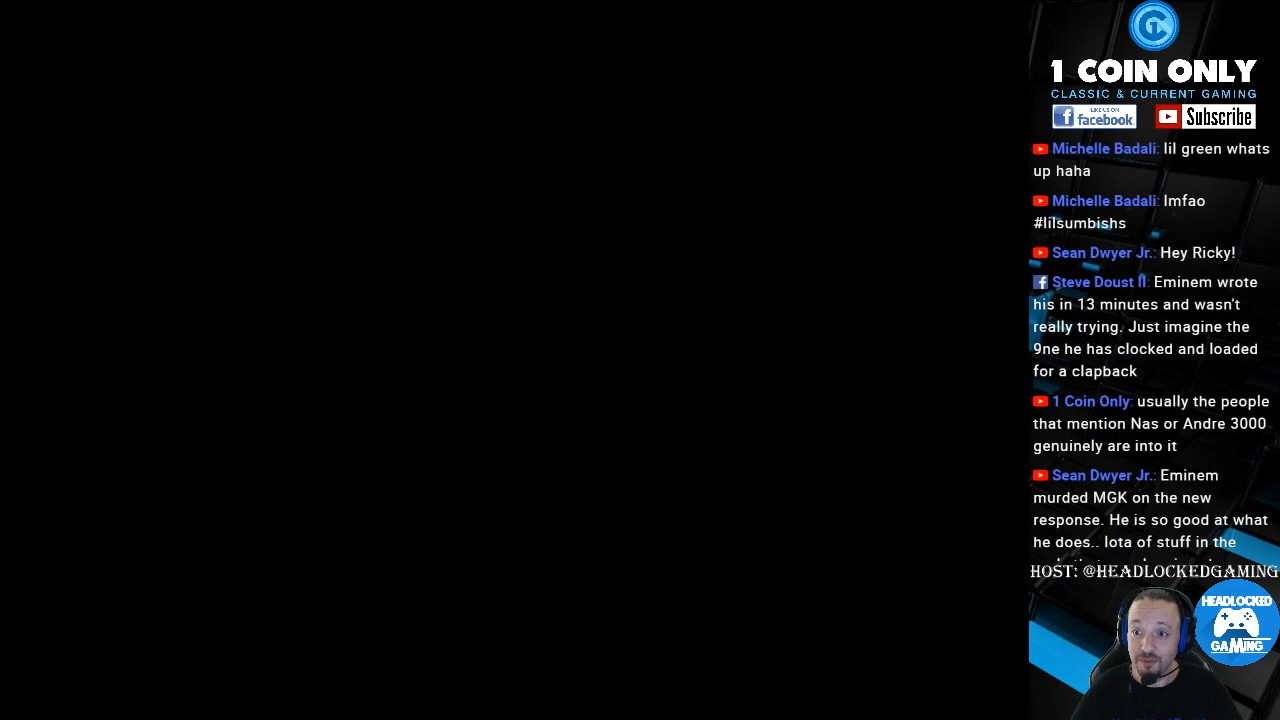 1 COIN ONLY
CLASSIC & CURRENT GAMING
LIKE US ON
facebook.
Subscribe
Michelle Badali: lil green whats
up haha
Michelle Badali: lmfao
#lilsumbishs
Sean Dwyer Jr.: Hey Ricky!
Steve Doust II: Eminem wrote
his in 13 minutes and wasn't
really trying. Just imagine the
9ne he has clocked and loaded
for a clapback
1 Coin Only: usually the people
that mention Nas or Andre 3000
genuinely are into it
Sean Dwyer Jr.: Eminem
murded MGK on the new
response. He is so good at what
he does.. lota of stuff in the
HOST: @HEADLOCKEDGAMING
HEADLOCKED
GAMING